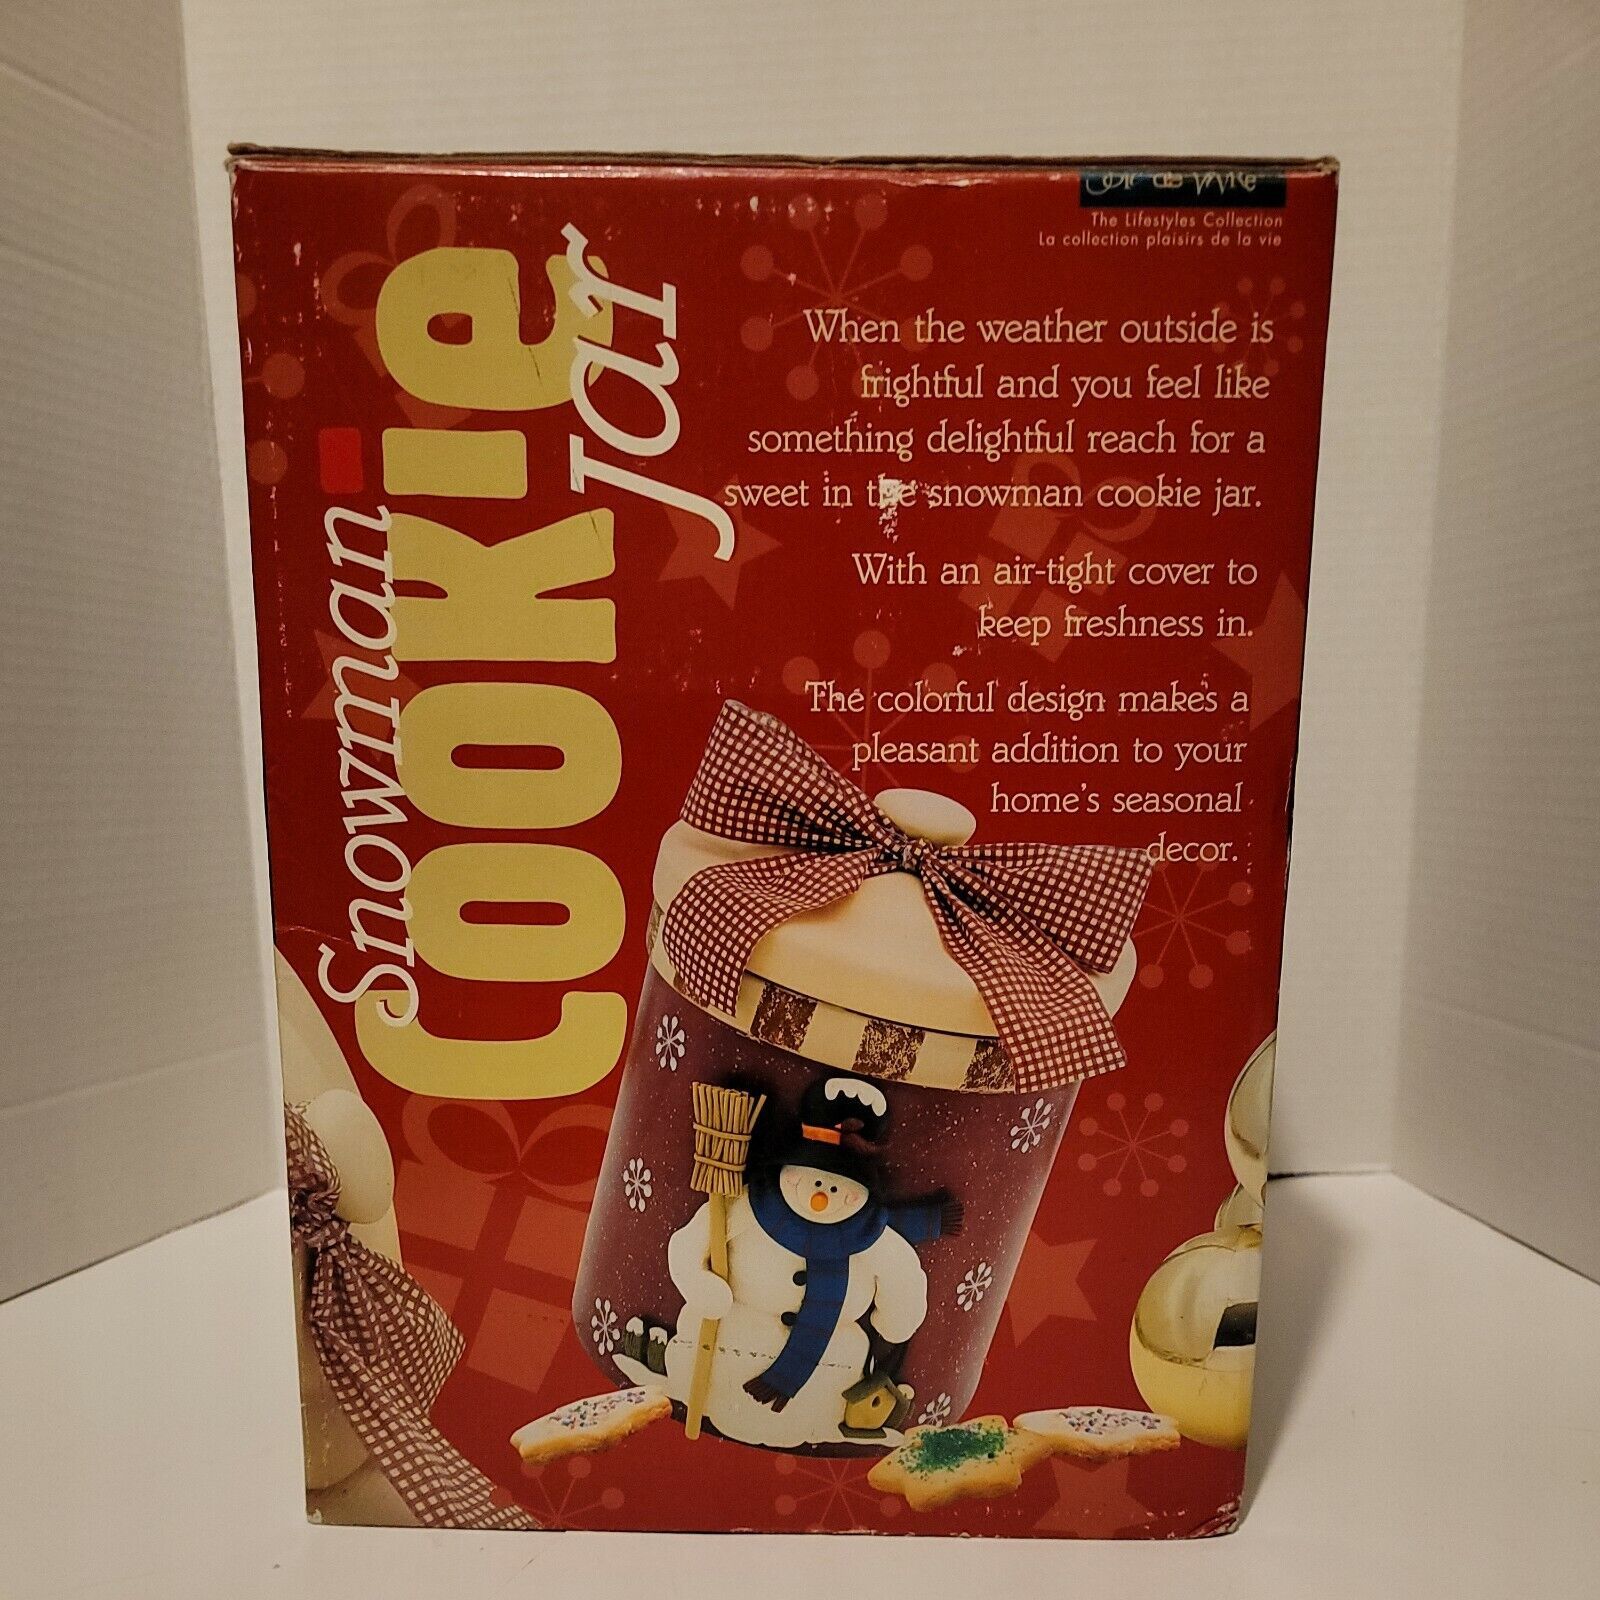 Snowman
cookie
Jar
The Lifestyles Collection
La collection plaisirs de la vie
When the weather outside is
frightful and you feel like
something delightful reach for a
sweet in the snowman cookie jar.
With an air-tight cover to
keep freshness in.
The colorful design makes a
pleasant addition to your
home's seasonal
decor.